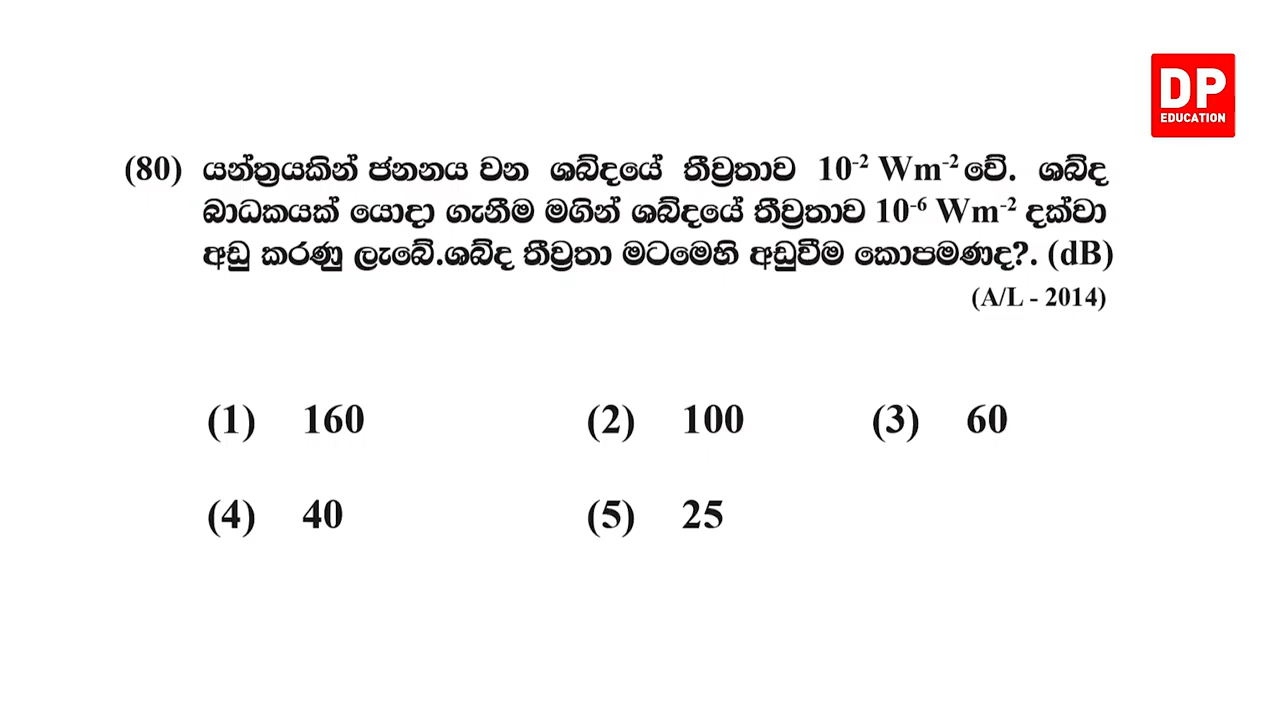 DP
EDUCATION
(80) යන්ත්‍රයකින් ජනනය වන ශබ්දයේ තීව්‍රතාව 10⁻² Wm⁻² වේ. ශබ්ද
බාධකයක් යොදා ගැනීම මගින් ශබ්දයේ තීව්‍රතාව 10⁻⁶ Wm⁻² දක්වා
අඩු කරණු ලැබේ.ශබ්ද තීව්‍රතා මටමෙහි අඩුවීම කොපමණද?. (dB)
(A/L - 2014)
(1) 160 (2) 100 (3) 60
(4) 40 (5) 25